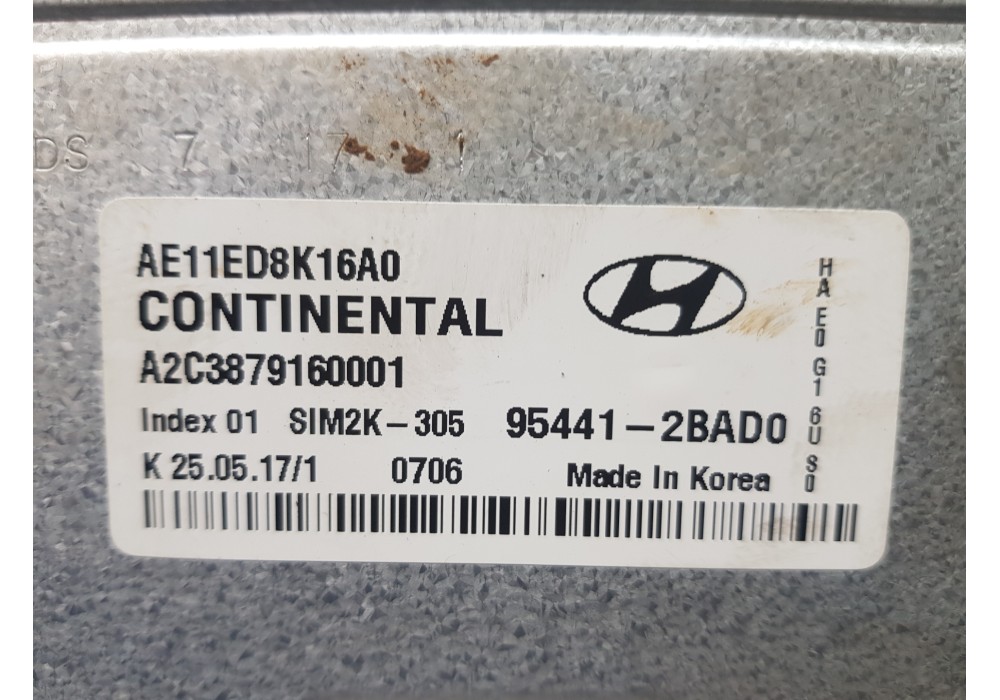 DS 7 17 1
AE11ED8K16A0
CONTINENTAL
A2C3879160001
Index 01 SIM2K-305 95441-2BAD0
K 25.05.17/1 0706 Made In Korea
HA E0 G1 6U S0